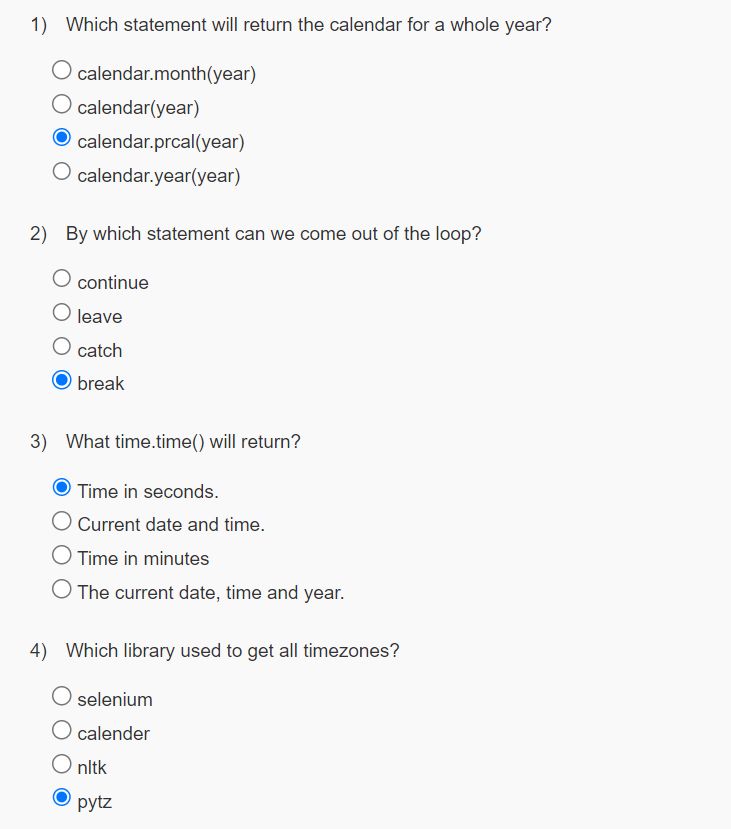 1) Which statement will return the calendar for a whole year?
calendar.month(year)
calendar(year)
calendar.prcal(year)
calendar.year(year)
2) By which statement can we come out of the loop?
continue
leave
catch
break
3) What time.time() will return?
Time in seconds.
Current date and time.
Time in minutes
The current date, time and year.
4) Which library used to get all timezones?
selenium
calender
nltk
pytz